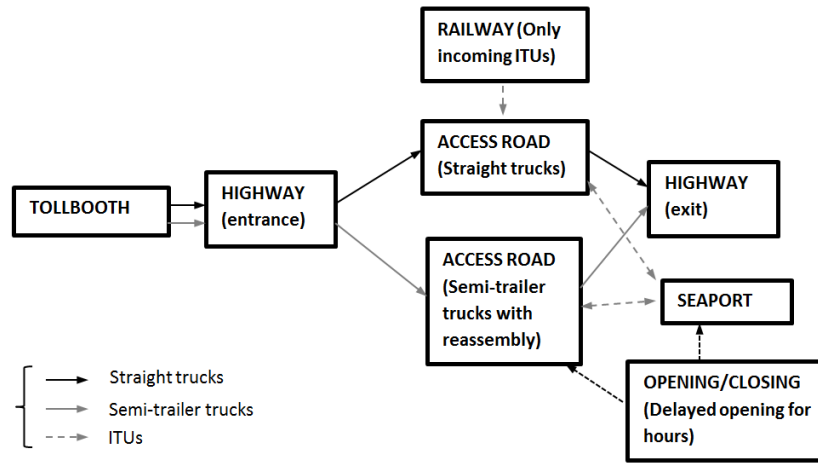 RAILWAY (Only
incoming ITUs)
ACCESS ROAD
(Straight trucks)
TOLLBOOTH
HIGHWAY
(entrance)
HIGHWAY
(exit)
ACCESS ROAD
(Semi-trailer
trucks with
reassembly)
SEAPORT
OPENING/CLOSING
(Delayed opening for
hours)
Straight trucks
Semi-trailer trucks
ITUs